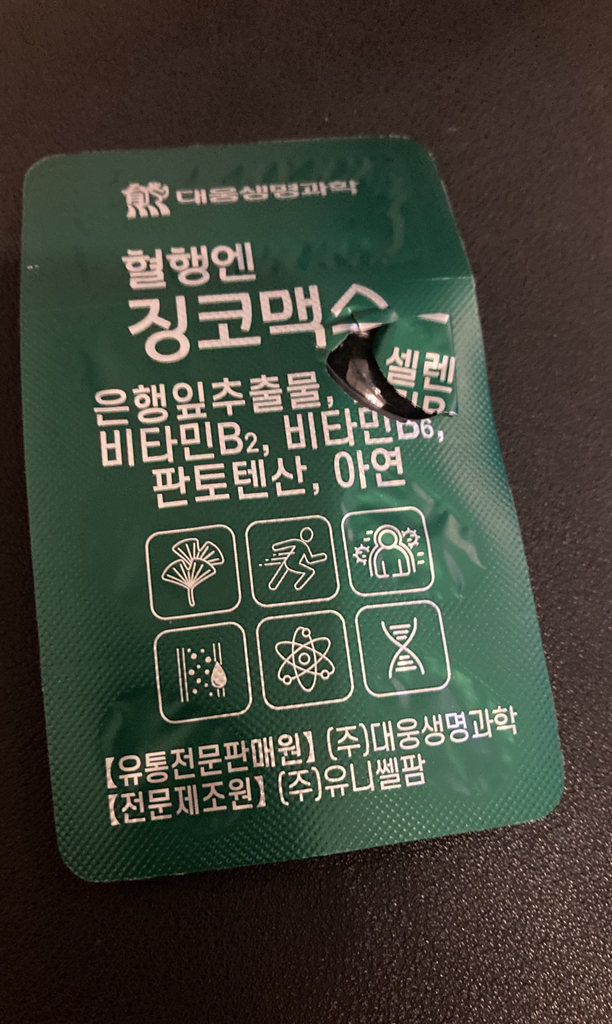 대웅생명과학
혈행엔
징코맥스
은행잎추출물, 셀렌
비타민B2, 비타민B6,
판토텐산, 아연
【유통전문판매원】 (주)대웅생명과학
【전문제조원】 (주)유니쎌팜